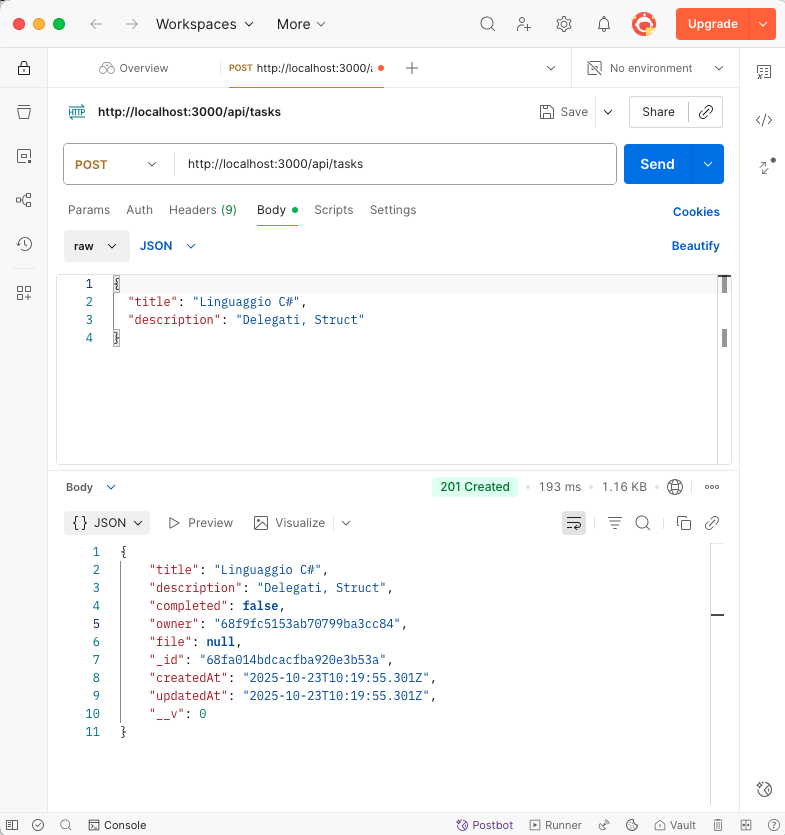 Workspaces More Upgrade
Overview POST http://localhost:3000/a No environment
HTTP http://localhost:3000/api/tasks Save Share
POST http://localhost:3000/api/tasks Send
Params Auth Headers (9) Body Scripts Settings Cookies
raw JSON Beautify
1 {
2 "title": "Linguaggio C#",
3 "description": "Delegati, Struct"
4 }
Body 201 Created 193 ms 1.16 KB
{} JSON Preview Visualize
1 {
2 "title": "Linguaggio C#",
3 "description": "Delegati, Struct",
4 "completed": false,
5 "owner": "68f9fc5153ab70799ba3cc84",
6 "file": null,
7 "_id": "68fa014bdcacfba920e3b53a",
8 "createdAt": "2025-10-23T10:19:55.301Z",
9 "updatedAt": "2025-10-23T10:19:55.301Z",
10 "__v": 0
11 }
Console Postbot Runner Vault